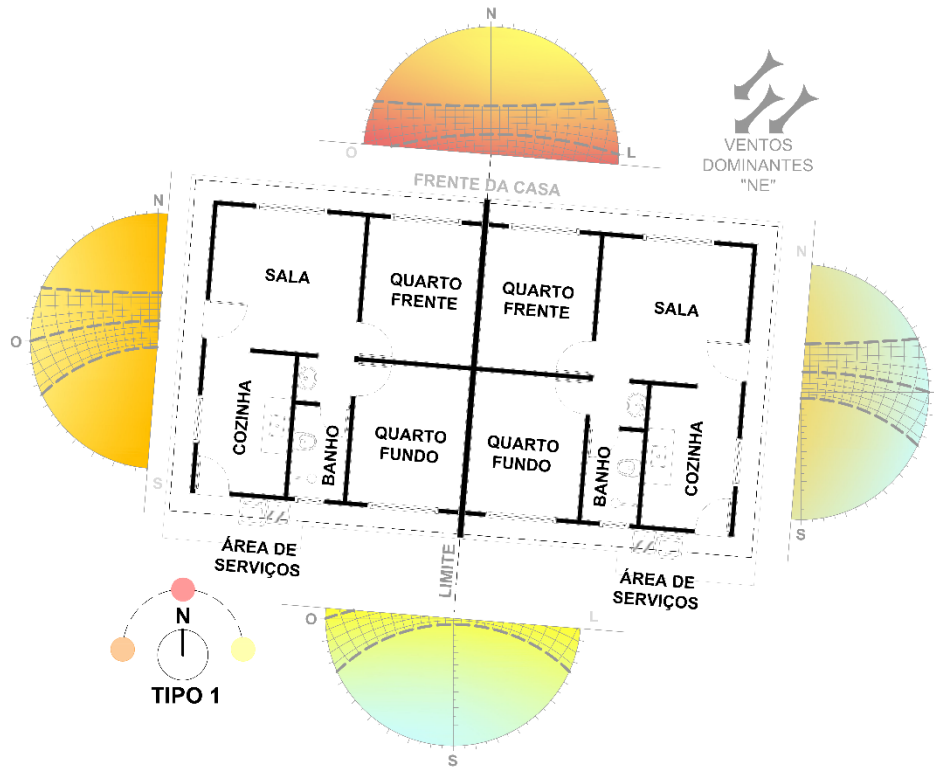 N
O
L
VENTOS
DOMINANTES
"NE"
FRENTE DA CASA
N
O
S
SALA
QUARTO
FRENTE
QUARTO
FRENTE
SALA
N
S
COZINHA
BANHO
QUARTO
FUNDO
QUARTO
FUNDO
BANHO
COZINHA
ÁREA DE
SERVIÇOS
LIMITE
ÁREA DE
SERVIÇOS
O
L
S
N
TIPO 1